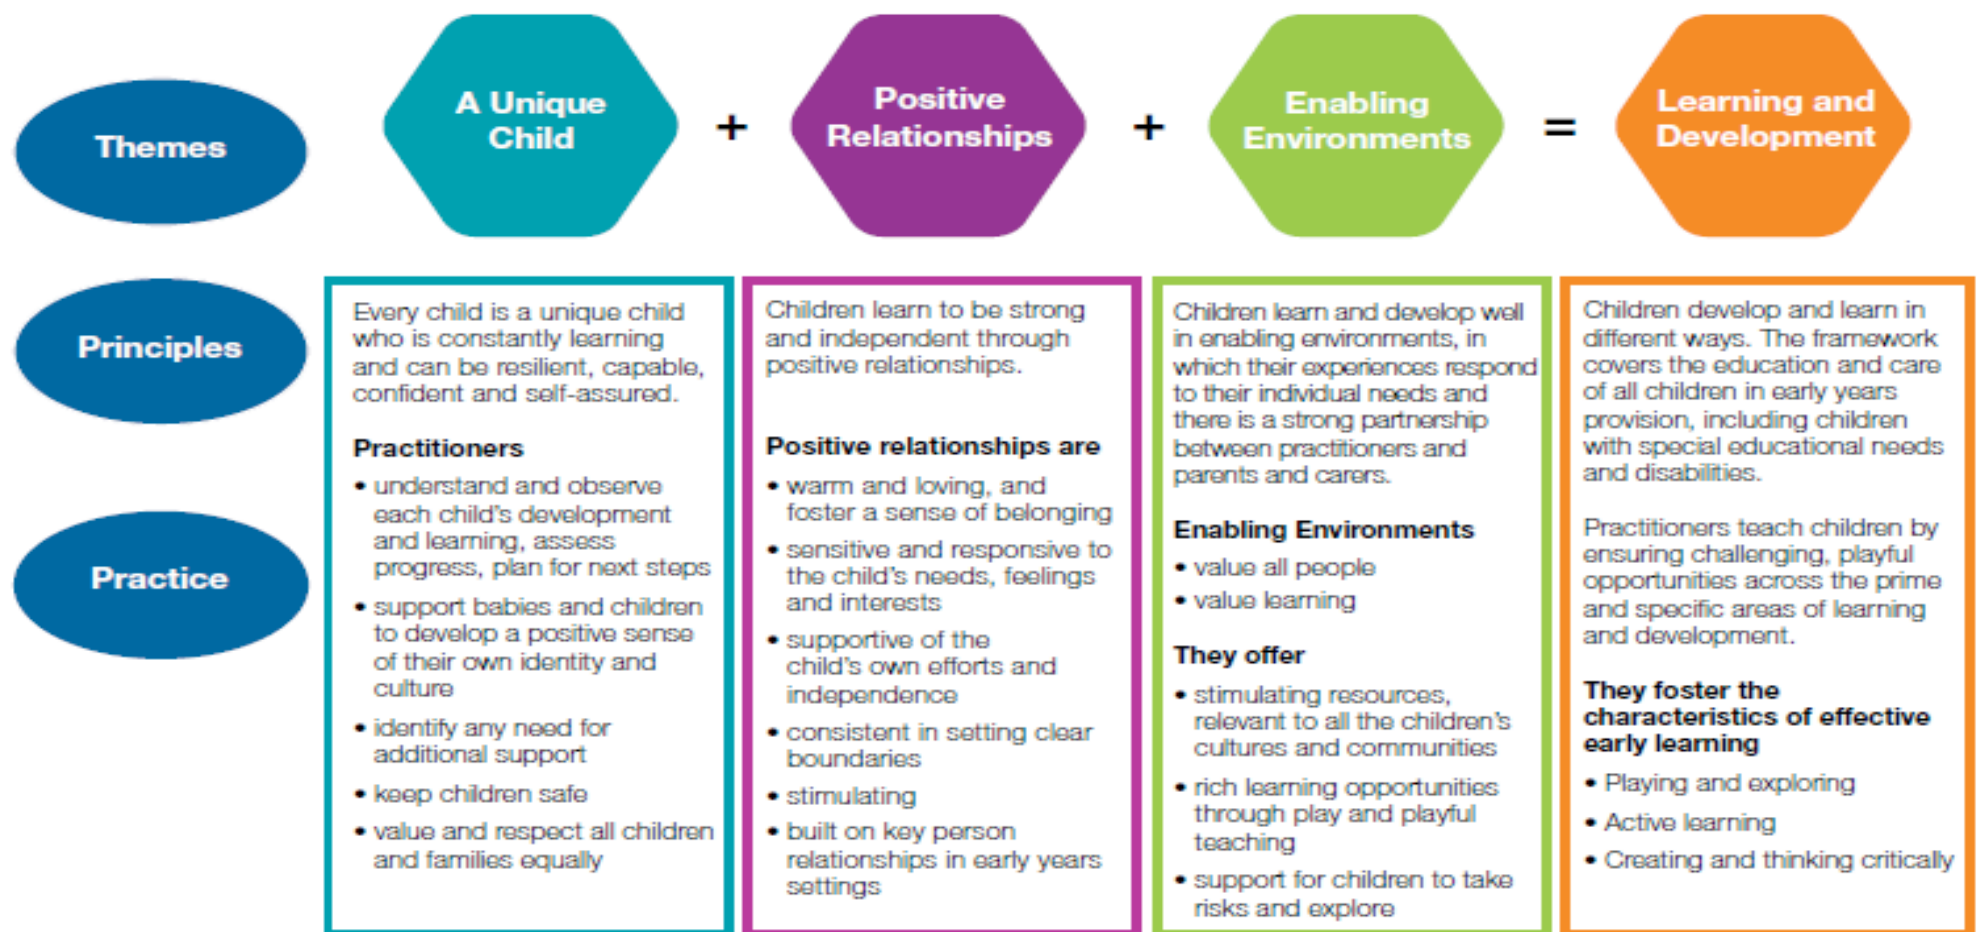 Themes
A Unique
Child
+
Positive
Relationships
+
Enabling
Environments
=
Learning and
Development
Principles
Practice
Every child is a unique child
who is constantly learning
and can be resilient, capable,
confident and self-assured.
Practitioners
• understand and observe
each child's development
and learning, assess
progress, plan for next steps
• support babies and children
to develop a positive sense
of their own identity and
culture
• identify any need for
additional support
• keep children safe
• value and respect all children
and families equally
Children learn to be strong
and independent through
positive relationships.
Positive relationships are
• warm and loving, and
foster a sense of belonging
• sensitive and responsive to
the child's needs, feelings
and interests
• supportive of the
child's own efforts and
independence
• consistent in setting clear
boundaries
• stimulating
• built on key person
relationships in early years
settings
Children learn and develop well
in enabling environments, in
which their experiences respond
to their individual needs and
there is a strong partnership
between practitioners and
parents and carers.
Enabling Environments
• value all people
• value learning
They offer
• stimulating resources,
relevant to all the children's
cultures and communities
• rich learning opportunities
through play and playful
teaching
• support for children to take
risks and explore
Children develop and learn in
different ways. The framework
covers the education and care
of all children in early years
provision, including children
with special educational needs
and disabilities.
Practitioners teach children by
ensuring challenging, playful
opportunities across the prime
and specific areas of learning
and development.
They foster the
characteristics of effective
early learning
• Playing and exploring
• Active learning
• Creating and thinking critically